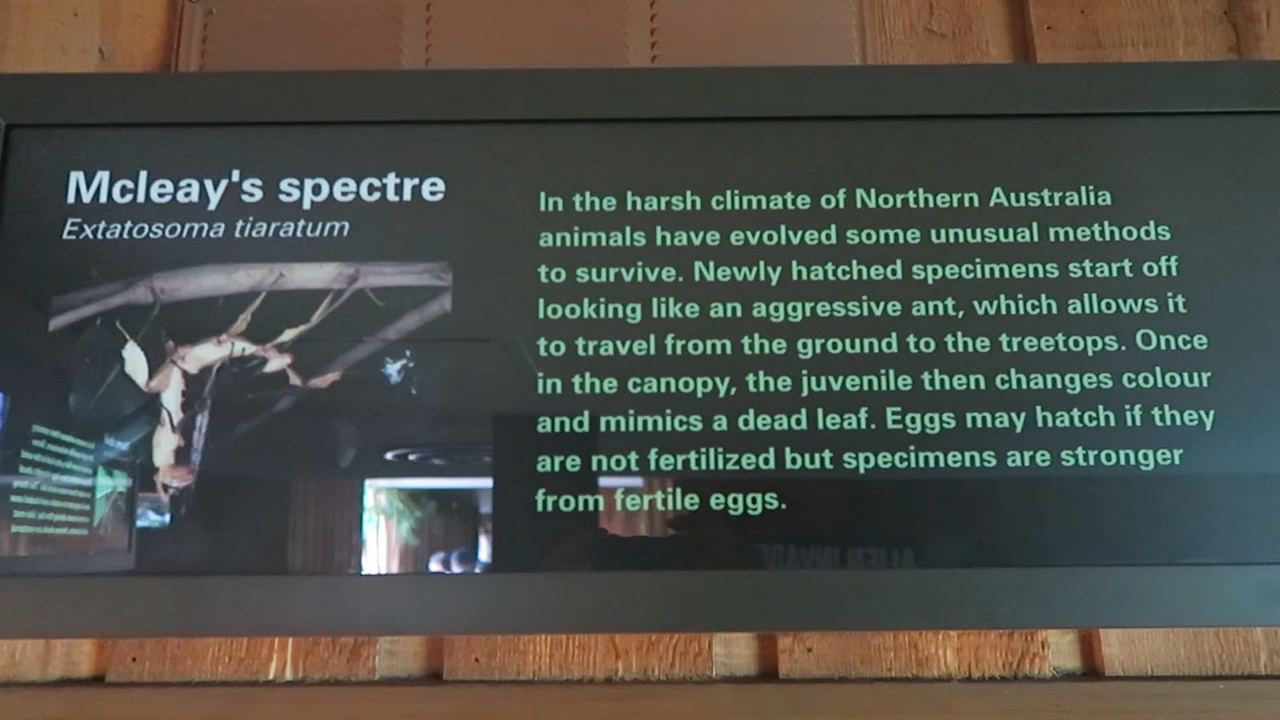 Mcleay's spectre
Extatosoma tiaratum
In the harsh climate of Northern Australia
animals have evolved some unusual methods
to survive. Newly hatched specimens start off
looking like an aggressive ant, which allows it
to travel from the ground to the treetops. Once
in the canopy, the juvenile then changes colour
and mimics a dead leaf. Eggs may hatch if they
are not fertilized but specimens are stronger
from fertile eggs.